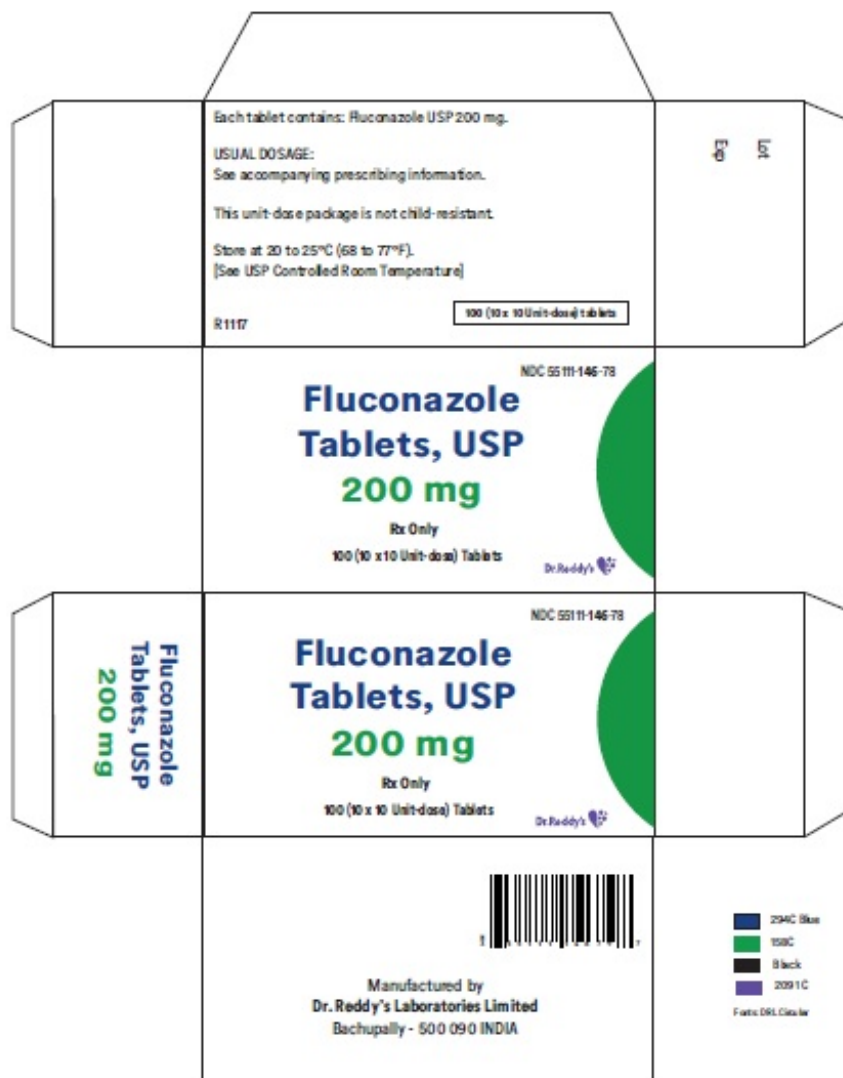 Each tablet contains: Fluconazole USP 200 mg.
USUAL DOSAGE:
See accompanying prescribing information.
This unit-dose package is not child-resistant.
Store at 20 to 25°C (68 to 77°F).
[See USP Controlled Room Temperature]
R1117
100 (10 x 10 Unit-dose) tablets
Lot
Exp
NDC 55111-146-78
Fluconazole
Tablets, USP
200 mg
Rx Only
100 (10 x 10 Unit-dose) Tablets
Dr.Reddy's
Fluconazole
Tablets, USP
200 mg
NDC 55111-146-78
Fluconazole
Tablets, USP
200 mg
Rx Only
100 (10 x 10 Unit-dose) Tablets
Dr.Reddy's
Manufactured by
Dr. Reddy's Laboratories Limited
Bachupally - 500 090 INDIA
294C Blue
Black
2091C
Fonts: DRL Circular